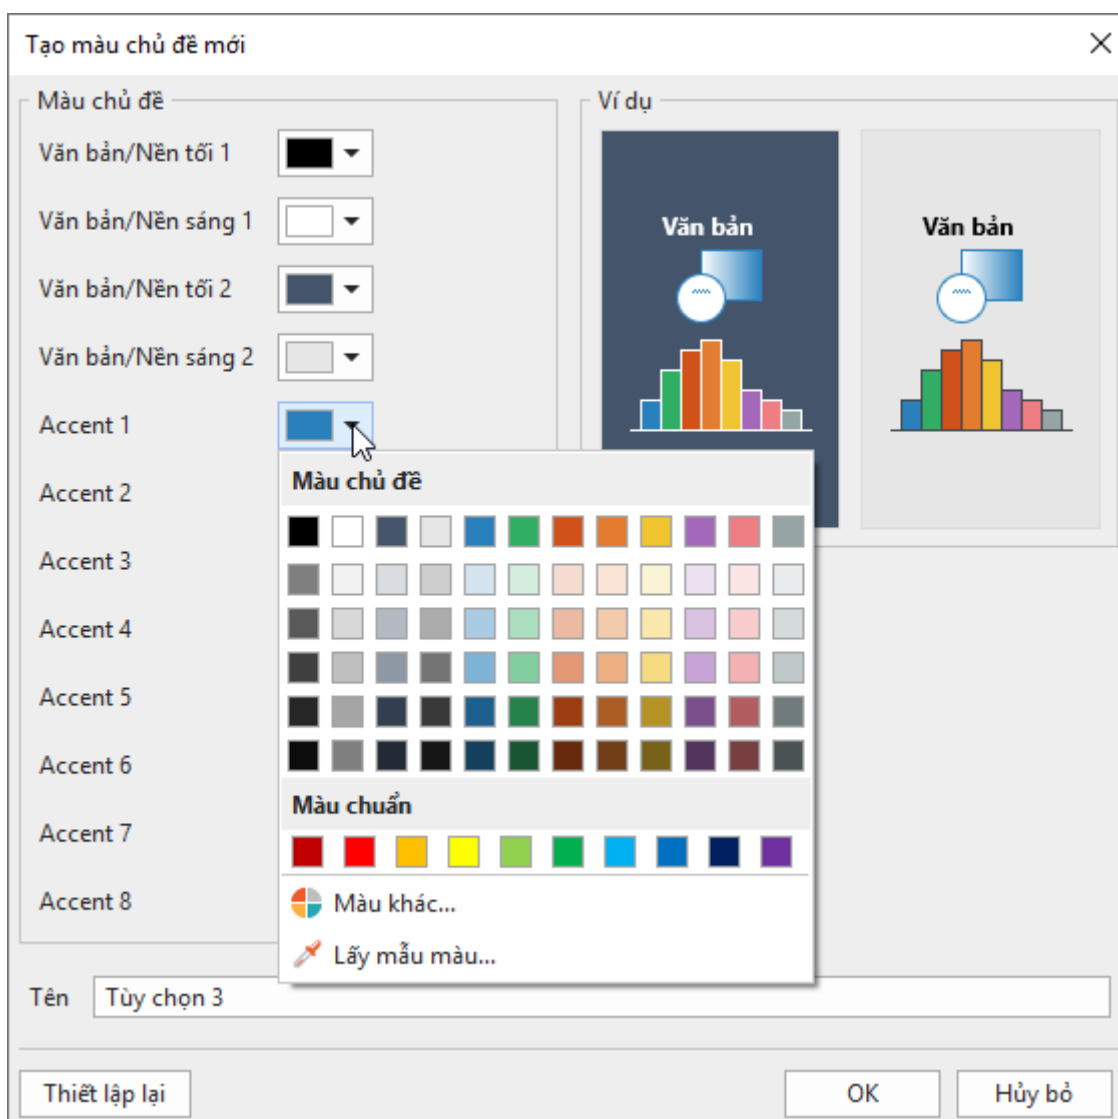 Tạo màu chủ đề mới
Màu chủ đề
Ví dụ
Văn bản/Nền tối 1
Văn bản/Nền sáng 1
Văn bản
Văn bản
Văn bản/Nền tối 2
Văn bản/Nền sáng 2
Accent 1
Màu chủ đề
Accent 2
Accent 3
Accent 4
Accent 5
Accent 6
Màu chuẩn
Accent 7
Accent 8
Màu khác...
Lấy mẫu màu...
Tên
Tùy chọn 3
Thiết lập lại
OK
Hủy bỏ